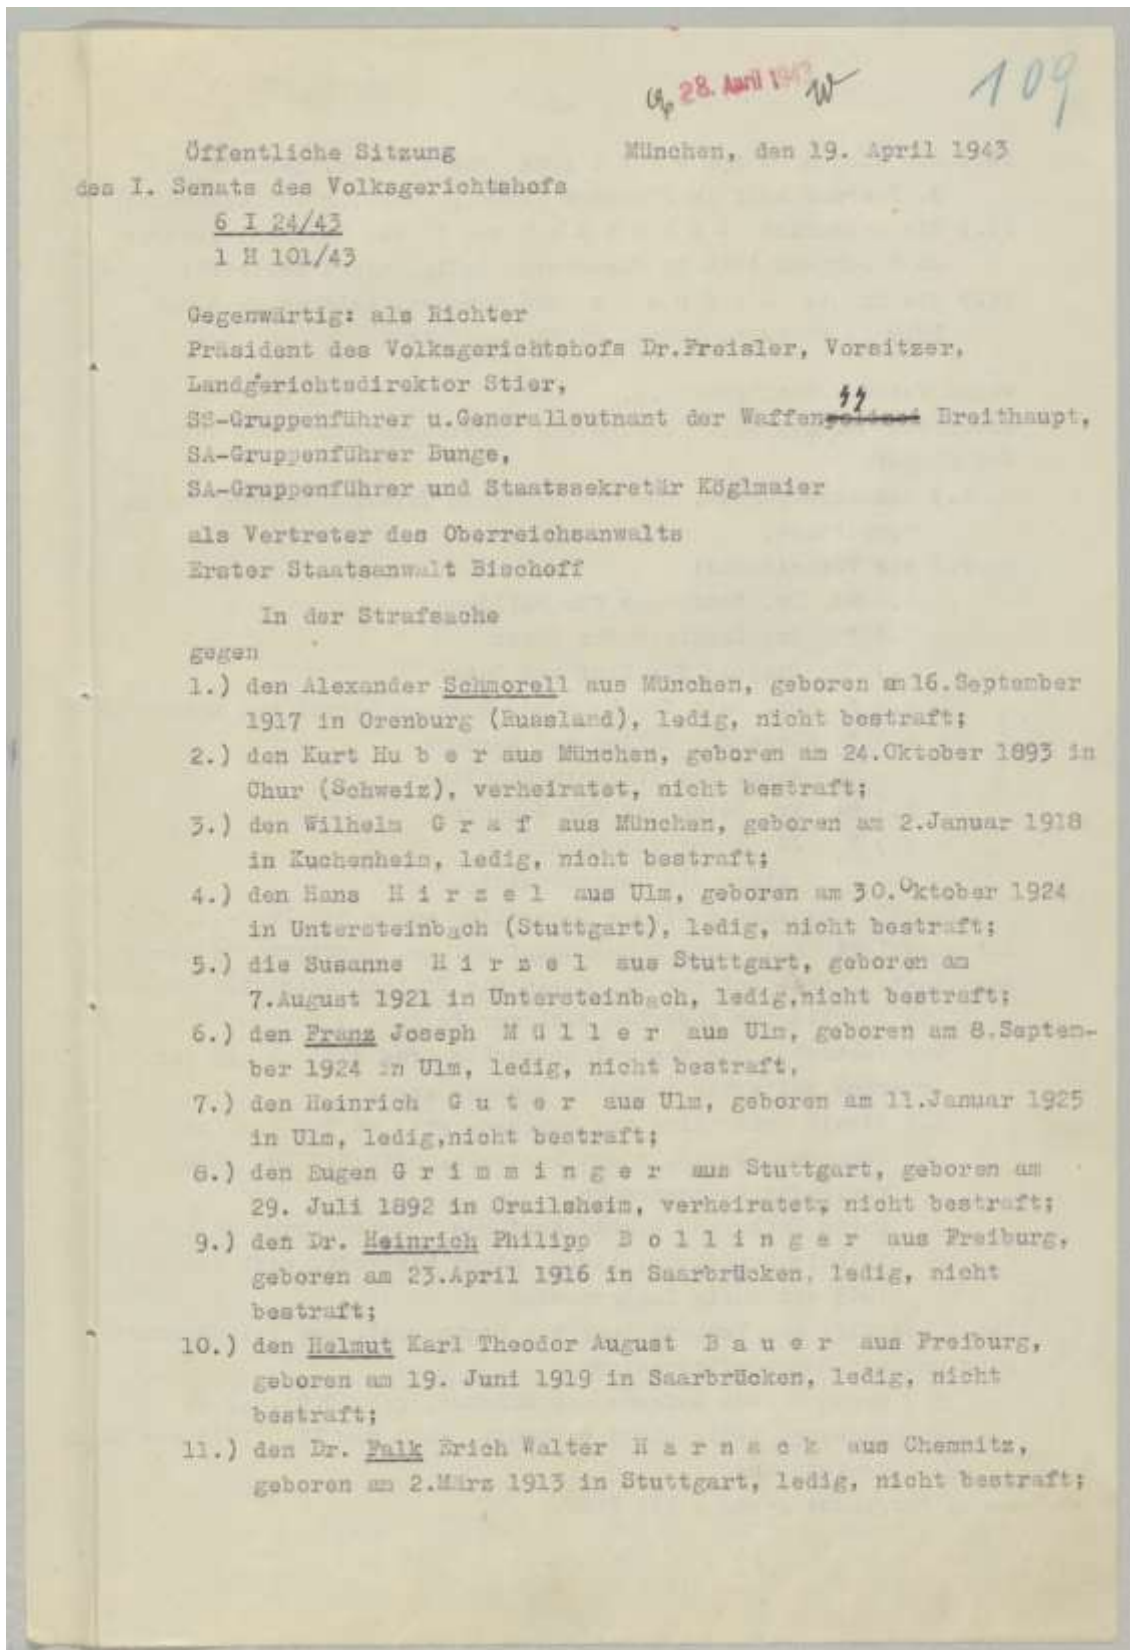 28. April 1943
109
Öffentliche Sitzung München, den 19. April 1943
des I. Senats des Volksgerichtshofs
6 I 24/43
1 H 101/43
Gegenwärtig: als Richter
Präsident des Volksgerichtshofs Dr.Freisler, Vorsitzer,
Landgerichtsdirektor Stier,
SS-Gruppenführer u.Generalleutnant der Waffen SS Breithaupt,
SA-Gruppenführer Bunge,
SA-Gruppenführer und Staatssekretär Köglmaier
als Vertreter des Oberreichsanwalts
Erster Staatsanwalt Bischoff
In der Strafsache
gegen
1.) den Alexander Schmorell aus München, geboren am 16.September
1917 in Orenburg (Russland), ledig, nicht bestraft;
2.) den Kurt Hu b e r aus München, geboren am 24.Oktober 1893 in
Chur (Schweiz), verheiratet, nicht bestraft;
3.) den Wilhelm G r a f aus München, geboren am 2.Januar 1918
in Kuchenheim, ledig, nicht bestraft;
4.) den Hans H i r z e l aus Ulm, geboren am 30.Oktober 1924
in Untersteinbach (Stuttgart), ledig, nicht bestraft;
5.) die Susanne H i r z e l aus Stuttgart, geboren am
7.August 1921 in Untersteinbach, ledig,nicht bestraft;
6.) den Franz Joseph M ü l l e r aus Ulm, geboren am 8.Septem-
ber 1924 in Ulm, ledig, nicht bestraft,
7.) den Heinrich G u t e r aus Ulm, geboren am 11.Januar 1925
in Ulm, ledig,nicht bestraft;
8.) den Eugen G r i m m i n g e r aus Stuttgart, geboren am
29. Juli 1892 in Crailsheim, verheiratet, nicht bestraft;
9.) den Dr. Heinrich Philipp B o l l i n g e r aus Freiburg,
geboren am 23.April 1916 in Saarbrücken, ledig, nicht
bestraft;
10.) den Helmut Karl Theodor August B a u e r aus Freiburg,
geboren am 19. Juni 1919 in Saarbrücken, ledig, nicht
bestraft;
11.) den Dr. Falk Erich Walter H a r n a c k aus Chemnitz,
geboren am 2.März 1913 in Stuttgart, ledig, nicht bestraft;